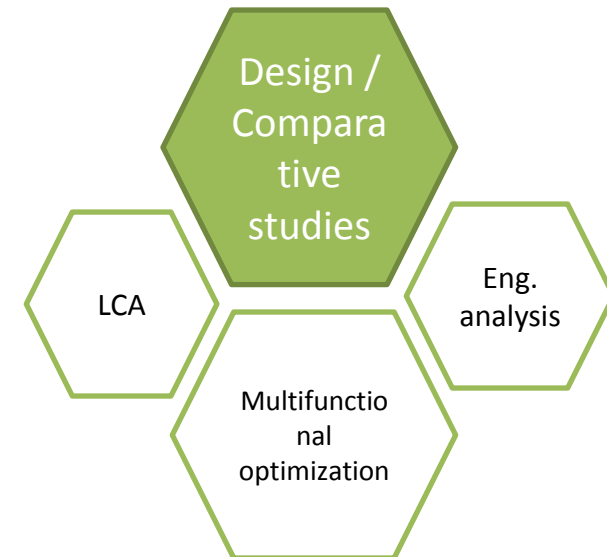 Design /
Compara
tive
studies
LCA
Eng.
analysis
Multifunctio
nal
optimization